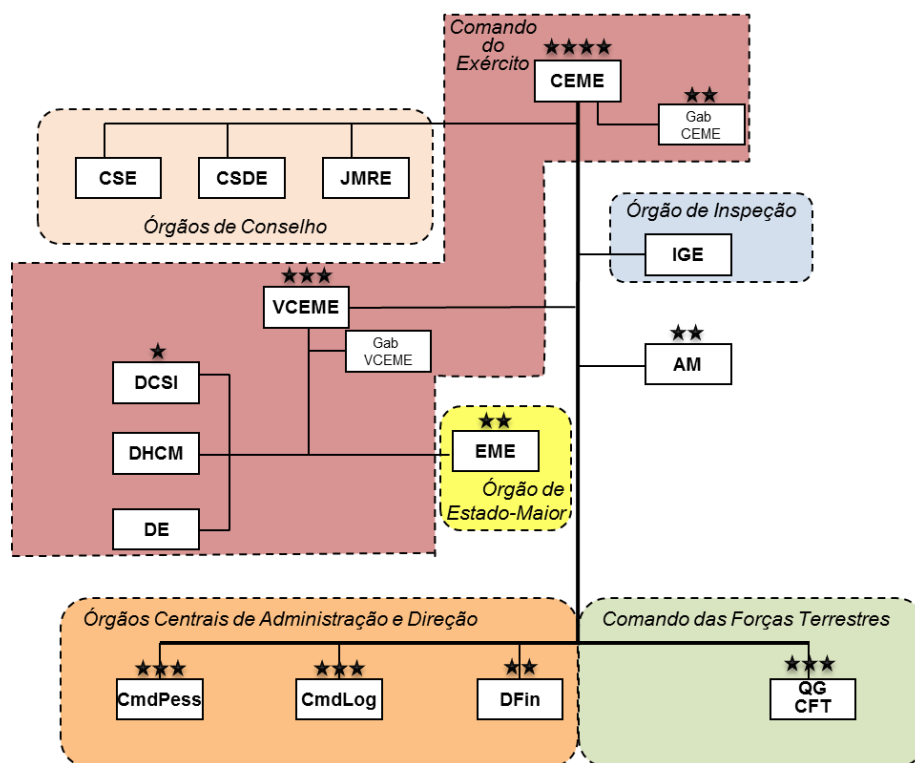 Comando
do
Exército
CEME
Gab
CEME
CSE
CSDE
JMRE
Órgãos de Conselho
Órgão de Inspeção
IGE
VCEME
Gab
VCEME
AM
DCSI
DHCM
DE
EME
Órgão de
Estado-Maior
Órgãos Centrais de Administração e Direção
Comando das Forças Terrestres
CmdPess
CmdLog
DFin
QG
CFT